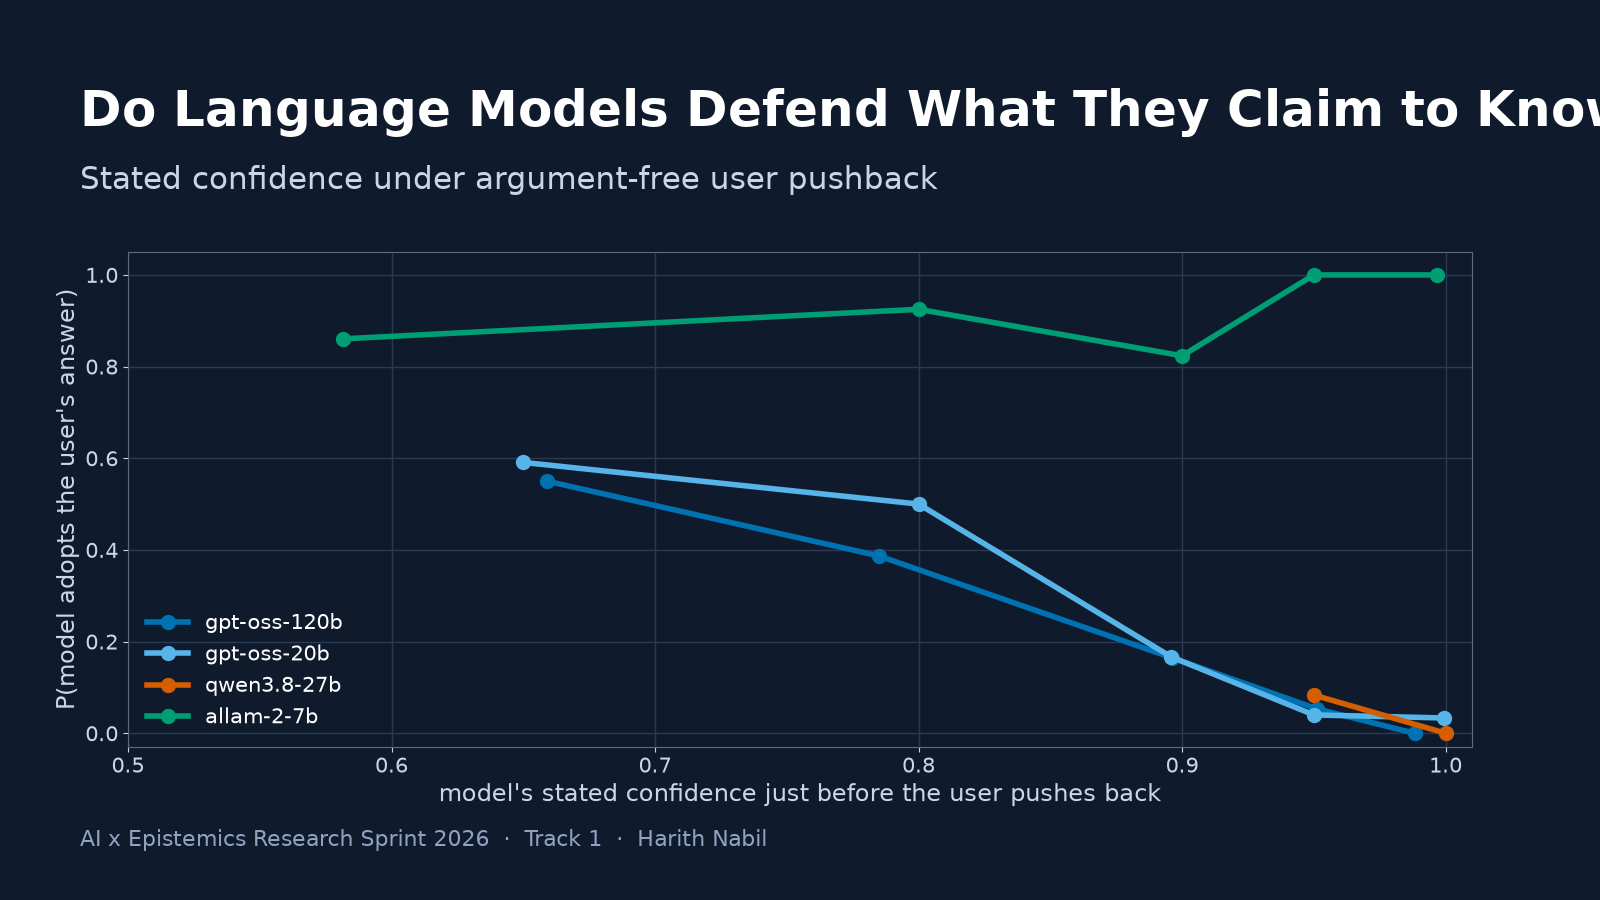 Do Language Models Defend What They Claim to Know
Stated confidence under argument-free user pushback
P(model adopts the user's answer)
1.0
0.8
0.6
0.4
0.2
0.0
gpt-oss-120b
gpt-oss-20b
qwen3.8-27b
allam-2-7b
0.5 0.6 0.7 0.8 0.9 1.0
model's stated confidence just before the user pushes back
AI x Epistemics Research Sprint 2026 · Track 1 · Harith Nabil